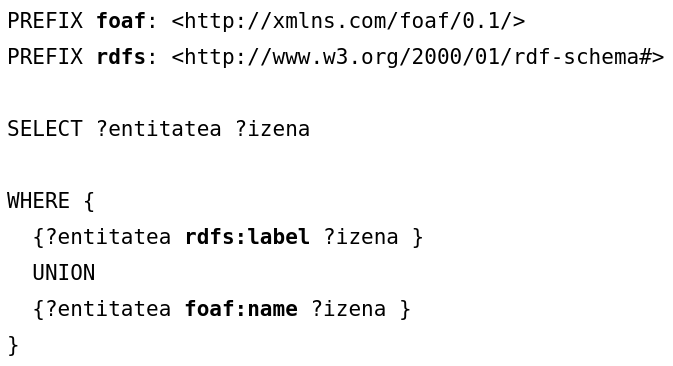 PREFIX foaf: <http://xmlns.com/foaf/0.1/>
PREFIX rdfs: <http://www.w3.org/2000/01/rdf-schema#>
SELECT ?entitatea ?izena
WHERE {
{?entitatea rdfs:label ?izena }
UNION
{?entitatea foaf:name ?izena }
}